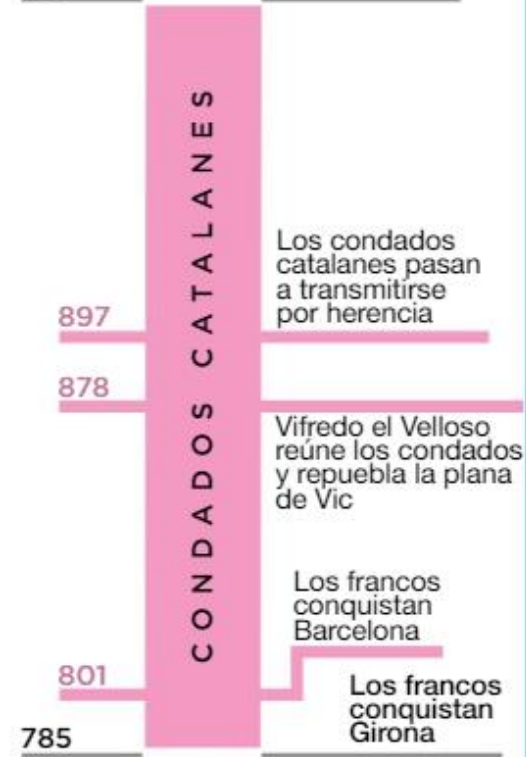 CONDADOS CATALANES
Los condados
catalanes pasan
a transmitirse
por herencia
897
878
Vifredo el Velloso
reúne los condados
y repuebla la plana
de Vic
Los francos
conquistan
Barcelona
801
Los francos
conquistan
Girona
785